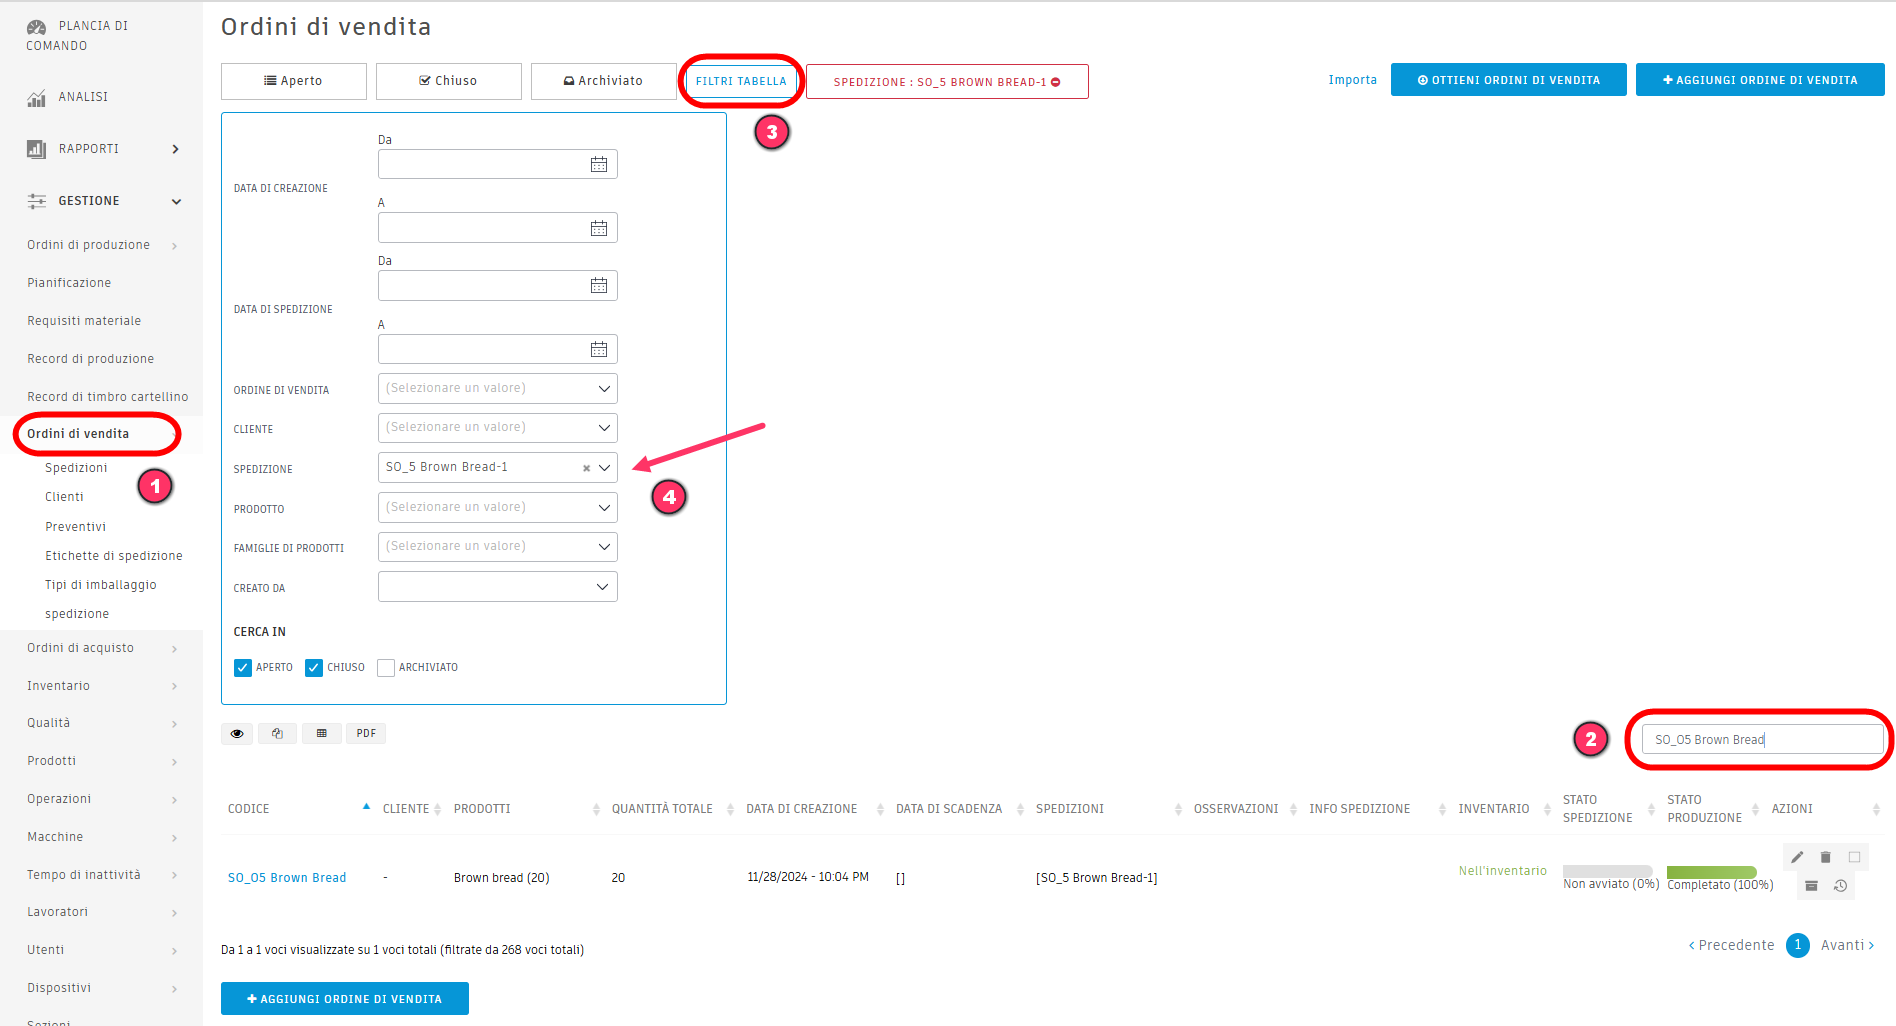 PLANCIA DI
COMANDO
ANALISI
RAPPORTI
GESTIONE
Ordini di produzione
Pianificazione
Requisiti materiale
Record di produzione
Record di timbro cartellino
Ordini di vendita
1
Spedizioni
Clienti
Preventivi
Etichette di spedizione
Tipi di imballaggio
spedizione
Ordini di acquisto
Inventario
Qualità
Prodotti
Operazioni
Macchine
Tempo di inattività
Lavoratori
Utenti
Dispositivi
Sezioni
Ordini di vendita
Aperto
Chiuso
Archiviato
FILTRI TABELLA
SPEDIZIONE : SO_5 BROWN BREAD-1
Importa
OTTIENI ORDINI DI VENDITA
AGGIUNGI ORDINE DI VENDITA
3
DATA DI CREAZIONE
Da
A
DATA DI SPEDIZIONE
Da
A
ORDINE DI VENDITA (Selezionare un valore)
CLIENTE (Selezionare un valore)
SPEDIZIONE SO_5 Brown Bread-1
4
PRODOTTO (Selezionare un valore)
FAMIGLIE DI PRODOTTI (Selezionare un valore)
CREATO DA
CERCA IN
APERTO CHIUSO ARCHIVIATO
PDF
2
SO_05 Brown Bread
CODICE CLIENTE PRODOTTI QUANTITÀ TOTALE DATA DI CREAZIONE DATA DI SCADENZA SPEDIZIONI OSSERVAZIONI INFO SPEDIZIONE INVENTARIO STATO SPEDIZIONE STATO PRODUZIONE AZIONI
SO_05 Brown Bread - Brown bread (20) 20 11/28/2024 - 10:04 PM [] [SO_5 Brown Bread-1] Nell'inventario Non avviato (0%) Completato (100%)
Da 1 a 1 voci visualizzate su 1 voci totali (filtrate da 268 voci totali)
Precedente 1 Avanti
AGGIUNGI ORDINE DI VENDITA